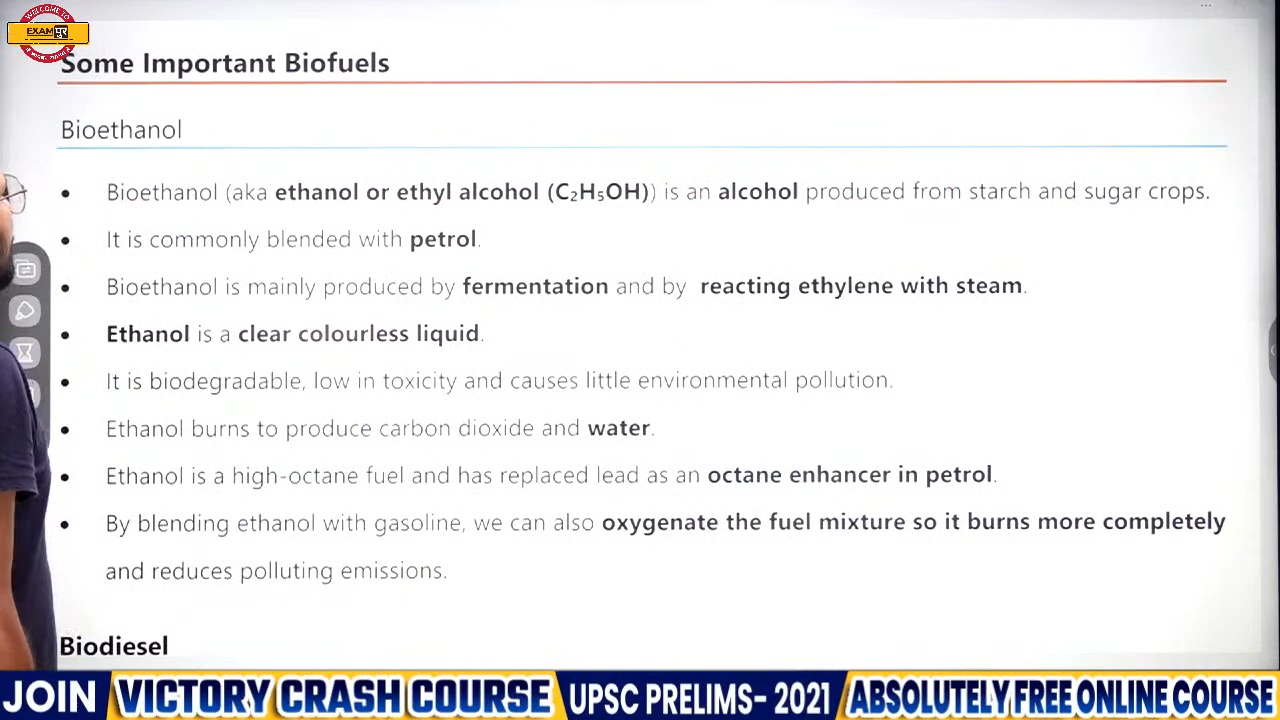 WELCOME TO
EXAM पुर
Some Important Biofuels
Bioethanol
• Bioethanol (aka ethanol or ethyl alcohol (C₂H₅OH)) is an alcohol produced from starch and sugar crops.
• It is commonly blended with petrol.
• Bioethanol is mainly produced by fermentation and by reacting ethylene with steam.
• Ethanol is a clear colourless liquid.
• It is biodegradable, low in toxicity and causes little environmental pollution.
• Ethanol burns to produce carbon dioxide and water.
• Ethanol is a high-octane fuel and has replaced lead as an octane enhancer in petrol.
• By blending ethanol with gasoline, we can also oxygenate the fuel mixture so it burns more completely
and reduces polluting emissions.
Biodiesel
JOIN VICTORY CRASH COURSE UPSC PRELIMS- 2021 ABSOLUTELY FREE ONLINE COURSE